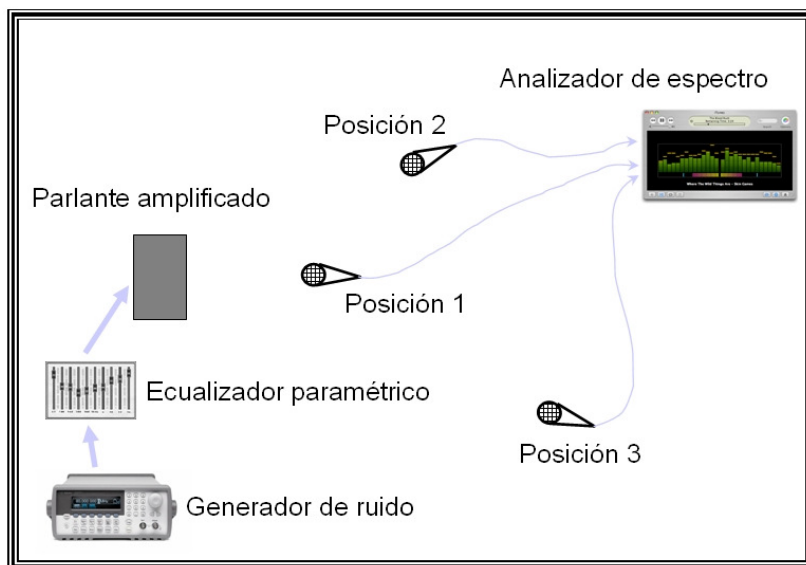 Analizador de espectro
Posición 2
Parlante amplificado
Posición 1
Ecualizador paramétrico
Posición 3
Generador de ruido